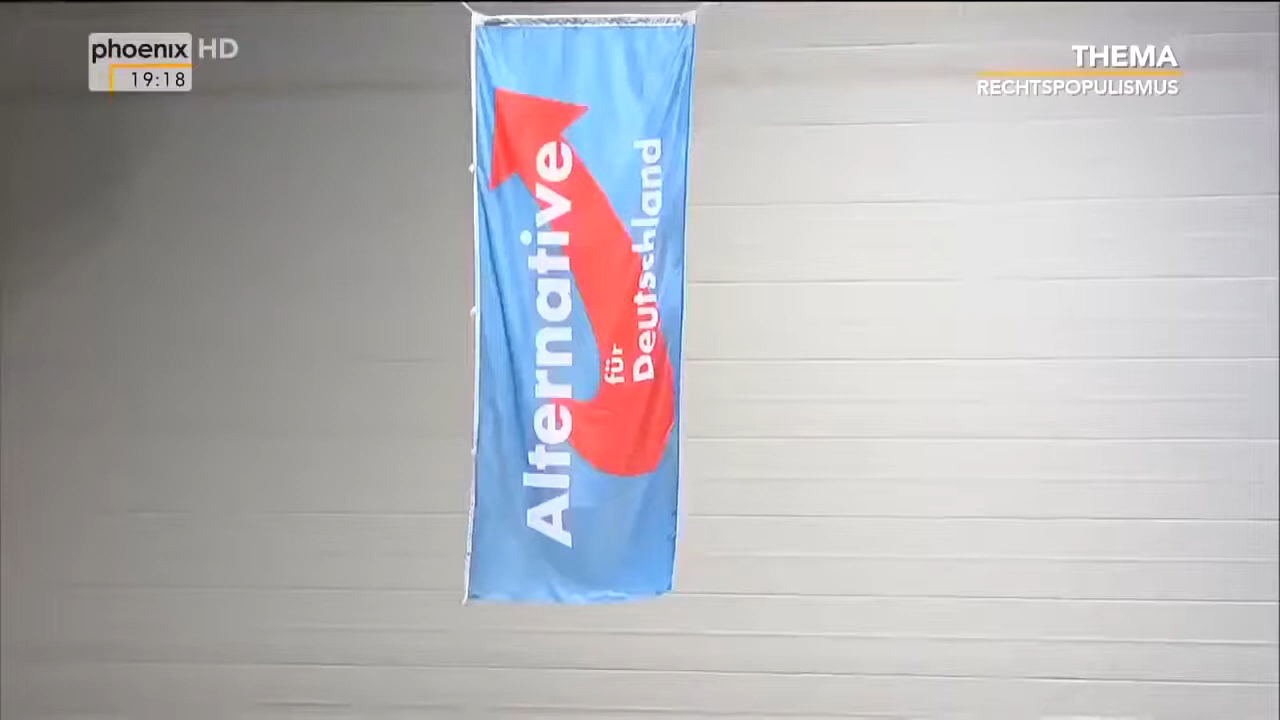 phoenix HD
19:18
THEMA
RECHTSPOPULISMUS
Alternative
für
Deutschland